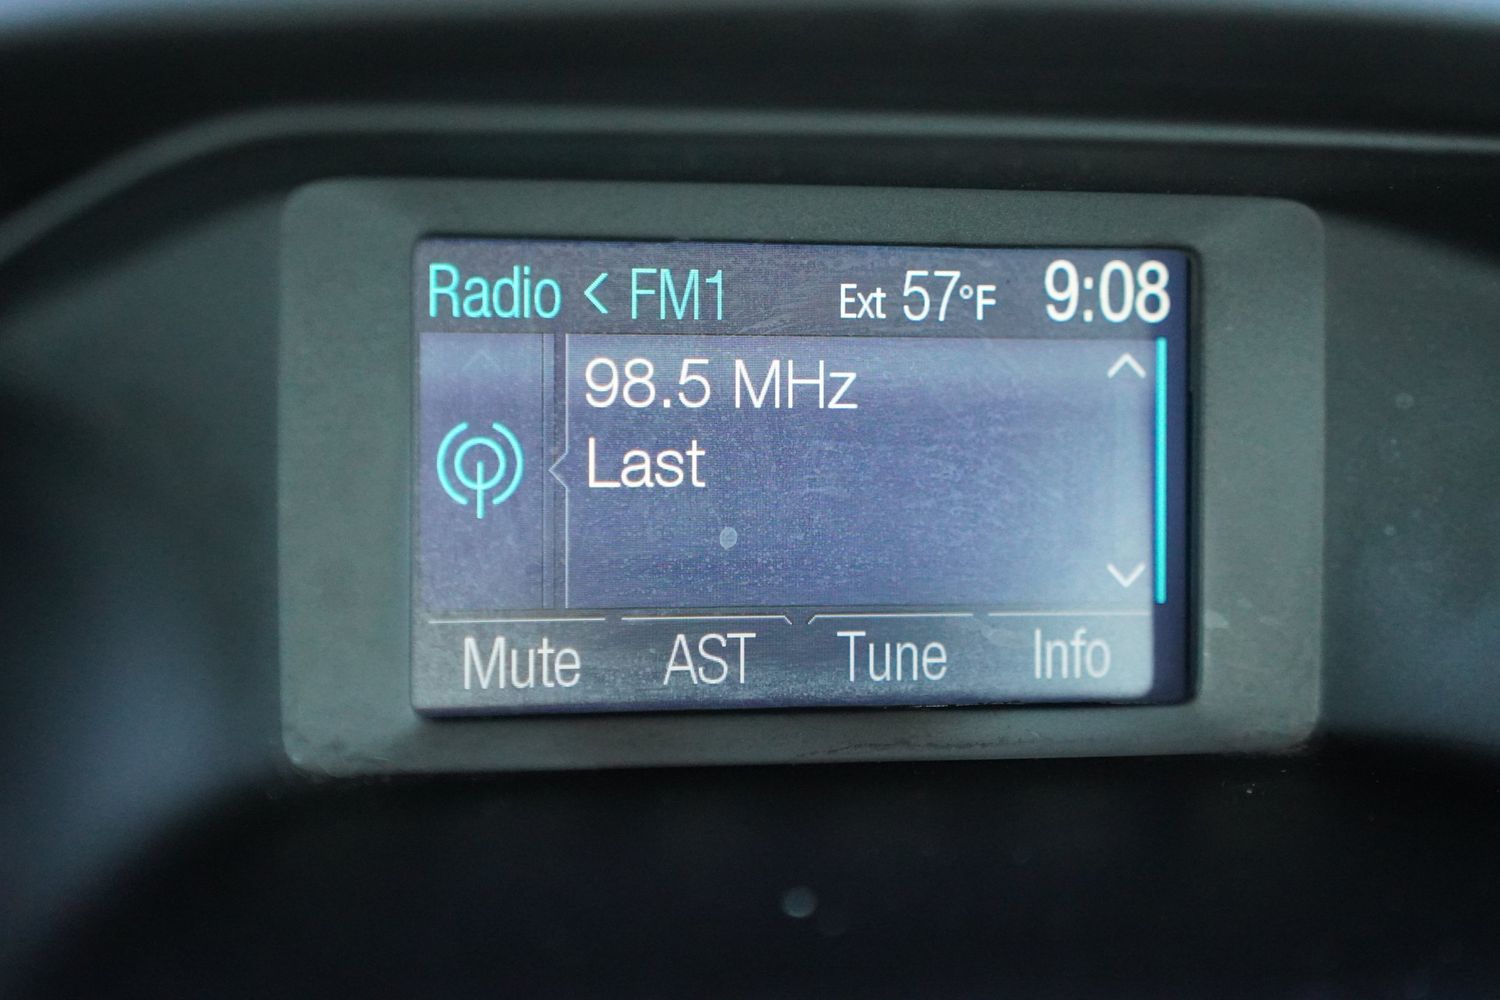 Radio < FM1 Ext 57°F 9:08
98.5 MHz
Last
Mute AST Tune Info